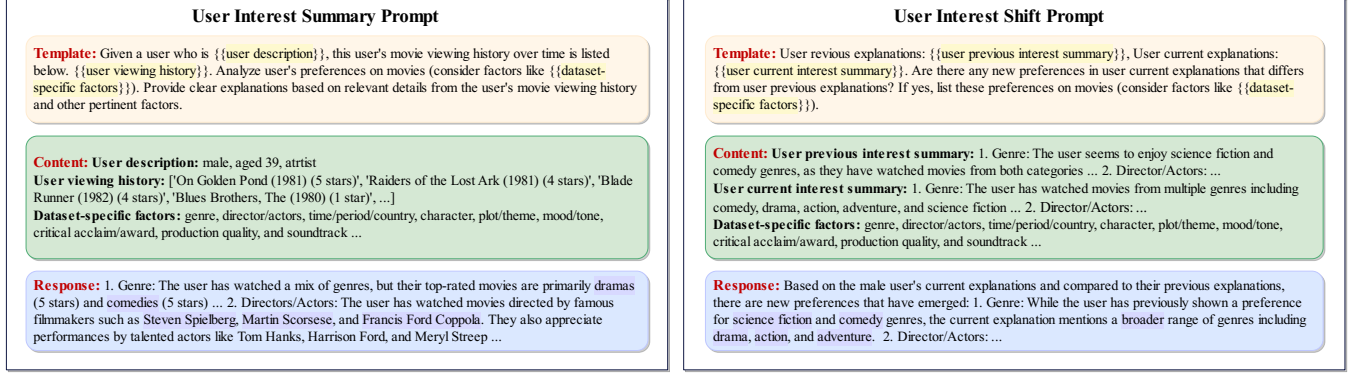 User Interest Summary Prompt
Template: Given a user who is {{user description}}, this user's movie viewing history over time is listed
below. {{user viewing history}}. Analyze user's preferences on movies (consider factors like {{dataset-
specific factors}}). Provide clear explanations based on relevant details from the user's movie viewing history
and other pertinent factors.
Content: User description: male, aged 39, atrtist
User viewing history: ['On Golden Pond (1981) (5 stars)', 'Raiders of the Lost Ark (1981) (4 stars)', 'Blade
Runner (1982) (4 stars)', 'Blues Brothers, The (1980) (1 star)', ...]
Dataset-specific factors: genre, director/actors, time/period/country, character, plot/theme, mood/tone,
critical acclaim/award, production quality, and soundtrack ...
Response: 1. Genre: The user has watched a mix of genres, but their top-rated movies are primarily dramas
(5 stars) and comedies (5 stars) ... 2. Directors/Actors: The user has watched movies directed by famous
filmmakers such as Steven Spielberg, Martin Scorsese, and Francis Ford Coppola. They also appreciate
performances by talented actors like Tom Hanks, Harrison Ford, and Meryl Streep ...
User Interest Shift Prompt
Template: User revious explanations: {{user previous interest summary}}, User current explanations:
{{user current interest summary}}. Are there any new preferences in user current explanations that differs
from user previous explanations? If yes, list these preferences on movies (consider factors like {{dataset-
specific factors}}).
Content: User previous interest summary: 1. Genre: The user seems to enjoy science fiction and
comedy genres, as they have watched movies from both categories ... 2. Director/Actors: ...
User current interest summary: 1. Genre: The user has watched movies from multiple genres including
comedy, drama, action, adventure, and science fiction ... 2. Director/Actors: ...
Dataset-specific factors: genre, director/actors, time/period/country, character, plot/theme, mood/tone,
critical acclaim/award, production quality, and soundtrack ...
Response: Based on the male user's current explanations and compared to their previous explanations,
there are new preferences that have emerged: 1. Genre: While the user has previously shown a preference
for science fiction and comedy genres, the current explanation mentions a broader range of genres including
drama, action, and adventure. 2. Director/Actors: ...